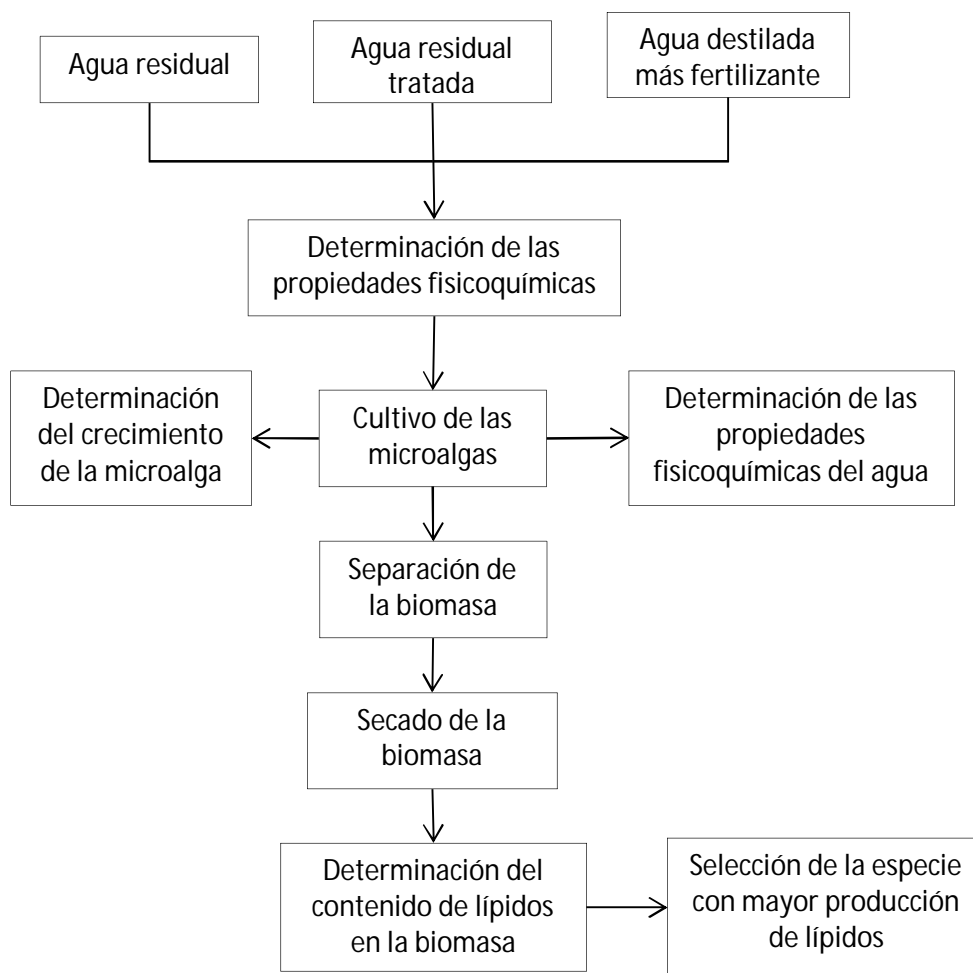 Agua residual
Agua residual
tratada
Agua destilada
más fertilizante
Determinación de las
propiedades fisicoquímicas
Determinación
del crecimiento
de la microalga
Cultivo de las
microalgas
Determinación de las
propiedades
fisicoquímicas del agua
Separación de
la biomasa
Secado de la
biomasa
Determinación del
contenido de lípidos
en la biomasa
Selección de la especie
con mayor producción
de lípidos